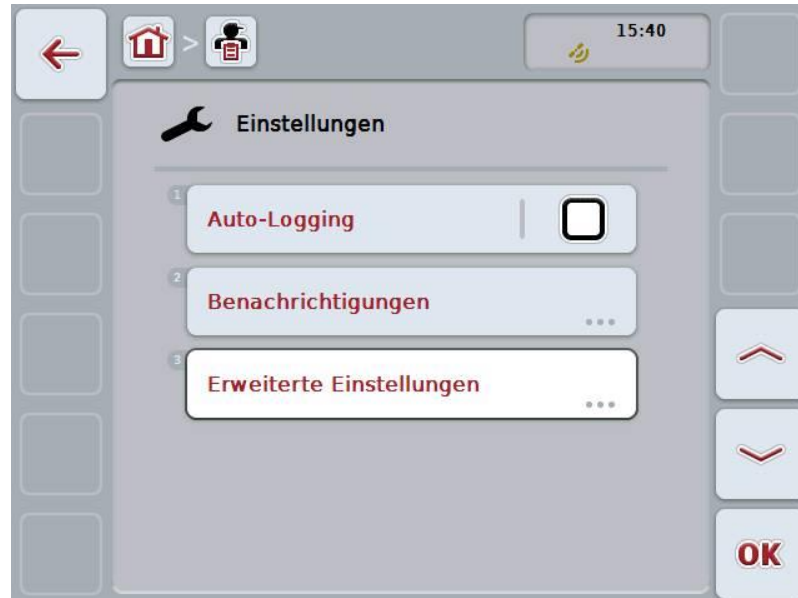 >
15:40
Einstellungen
1
Auto-Logging
2
Benachrichtigungen
...
3
Erweiterte Einstellungen
...
OK